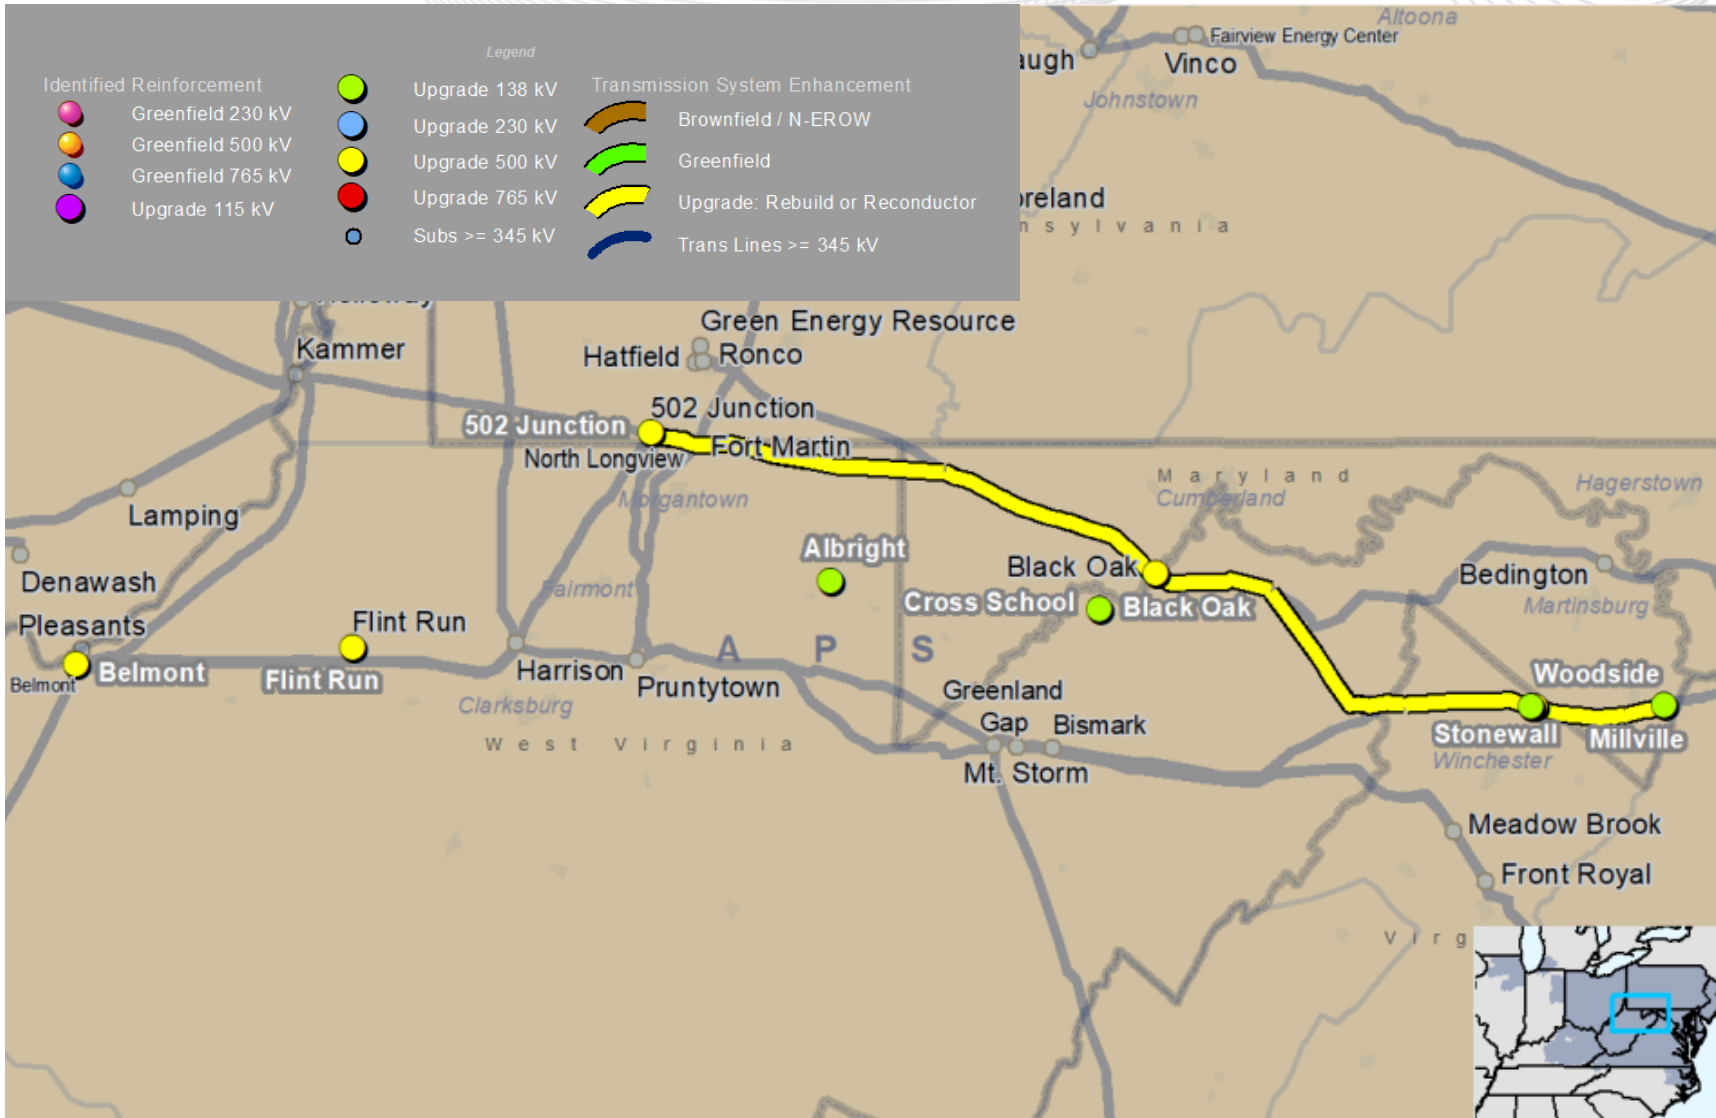 Legend
Identified Reinforcement
Greenfield 230 kV
Greenfield 500 kV
Greenfield 765 kV
Upgrade 115 kV
Upgrade 138 kV
Upgrade 230 kV
Upgrade 500 kV
Upgrade 765 kV
Subs >= 345 kV
Transmission System Enhancement
Brownfield / N-EROW
Greenfield
Upgrade: Rebuild or Reconductor
Trans Lines >= 345 kV
Altoona
Fairview Energy Center
augh
Vinco
Johnstown
oreland
nsylvania
Kammer
Green Energy Resource
Hatfield
Ronco
502 Junction
502 Junction
Fort Martin
North Longview
Morgantown
Maryland
Cumberland
Hagerstown
Lamping
Albright
Denawash
Black Oak
Bedington
Fairmont
Cross School
Black Oak
Martinsburg
Pleasants
Flint Run
APS
Belmont
Belmont
Flint Run
Harrison
Pruntytown
Woodside
Clarksburg
Greenland
Gap
Bismark
Stonewall
Millville
West Virginia
Mt. Storm
Winchester
Meadow Brook
Front Royal
Virg